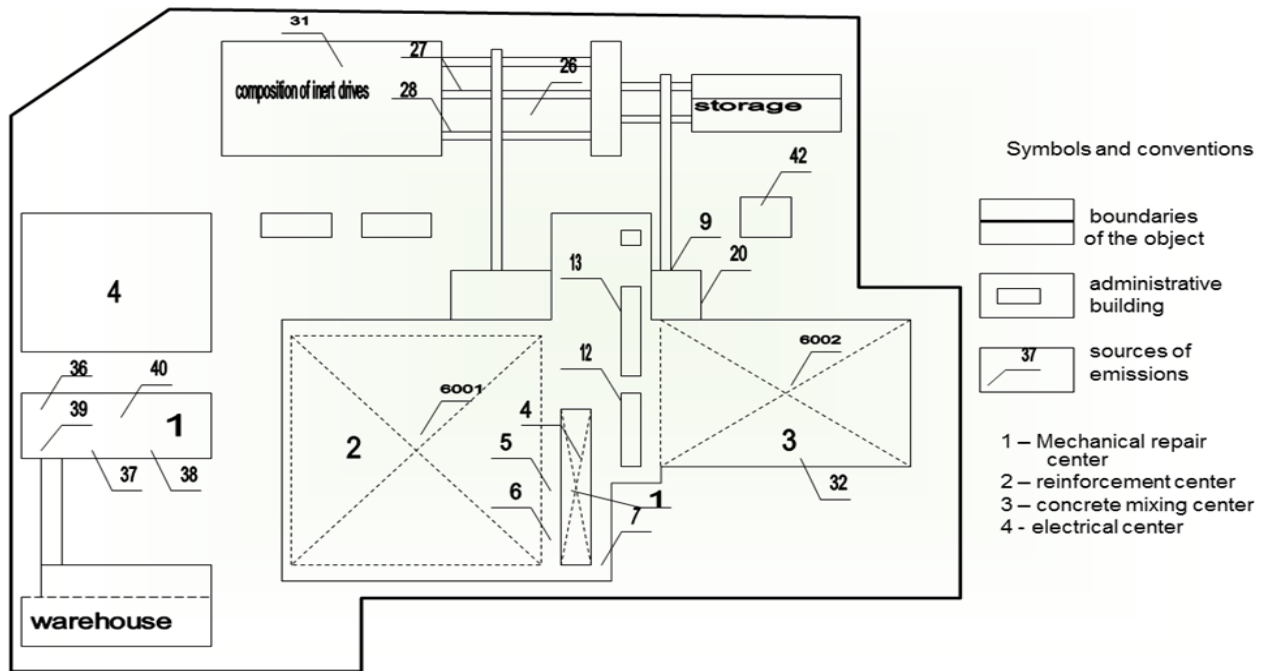 31
27
26
composition of inert drives
28
storage
42
9
20
13
4
12
6002
6001
36
40
39
1
2
4
5
3
37
38
6
1
32
7
warehouse
Symbols and conventions
boundaries
of the object
administrative
building
37
sources of
emissions
1 – Mechanical repair
center
2 – reinforcement center
3 – concrete mixing center
4 - electrical center